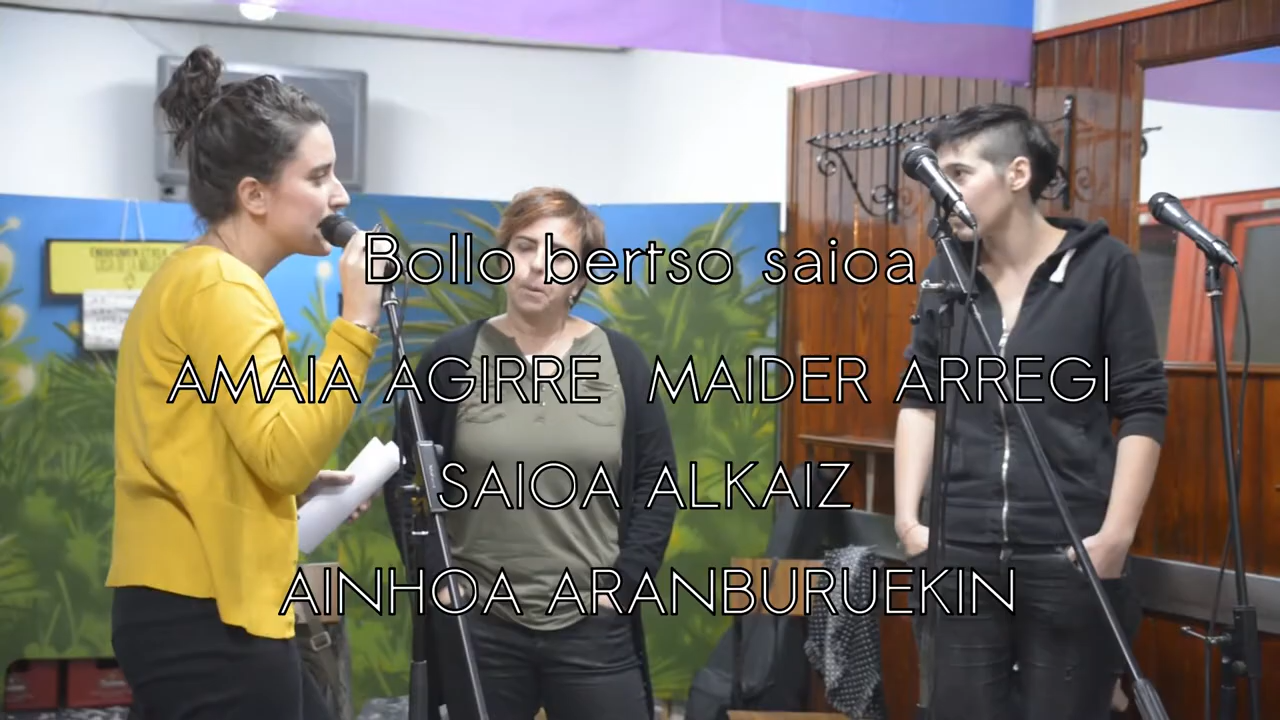 Bollo bertso saioa
AMAIA AGIRRE MAIDER ARREGI
SAIOA ALKAIZ
AINHOA ARANBURUEKIN